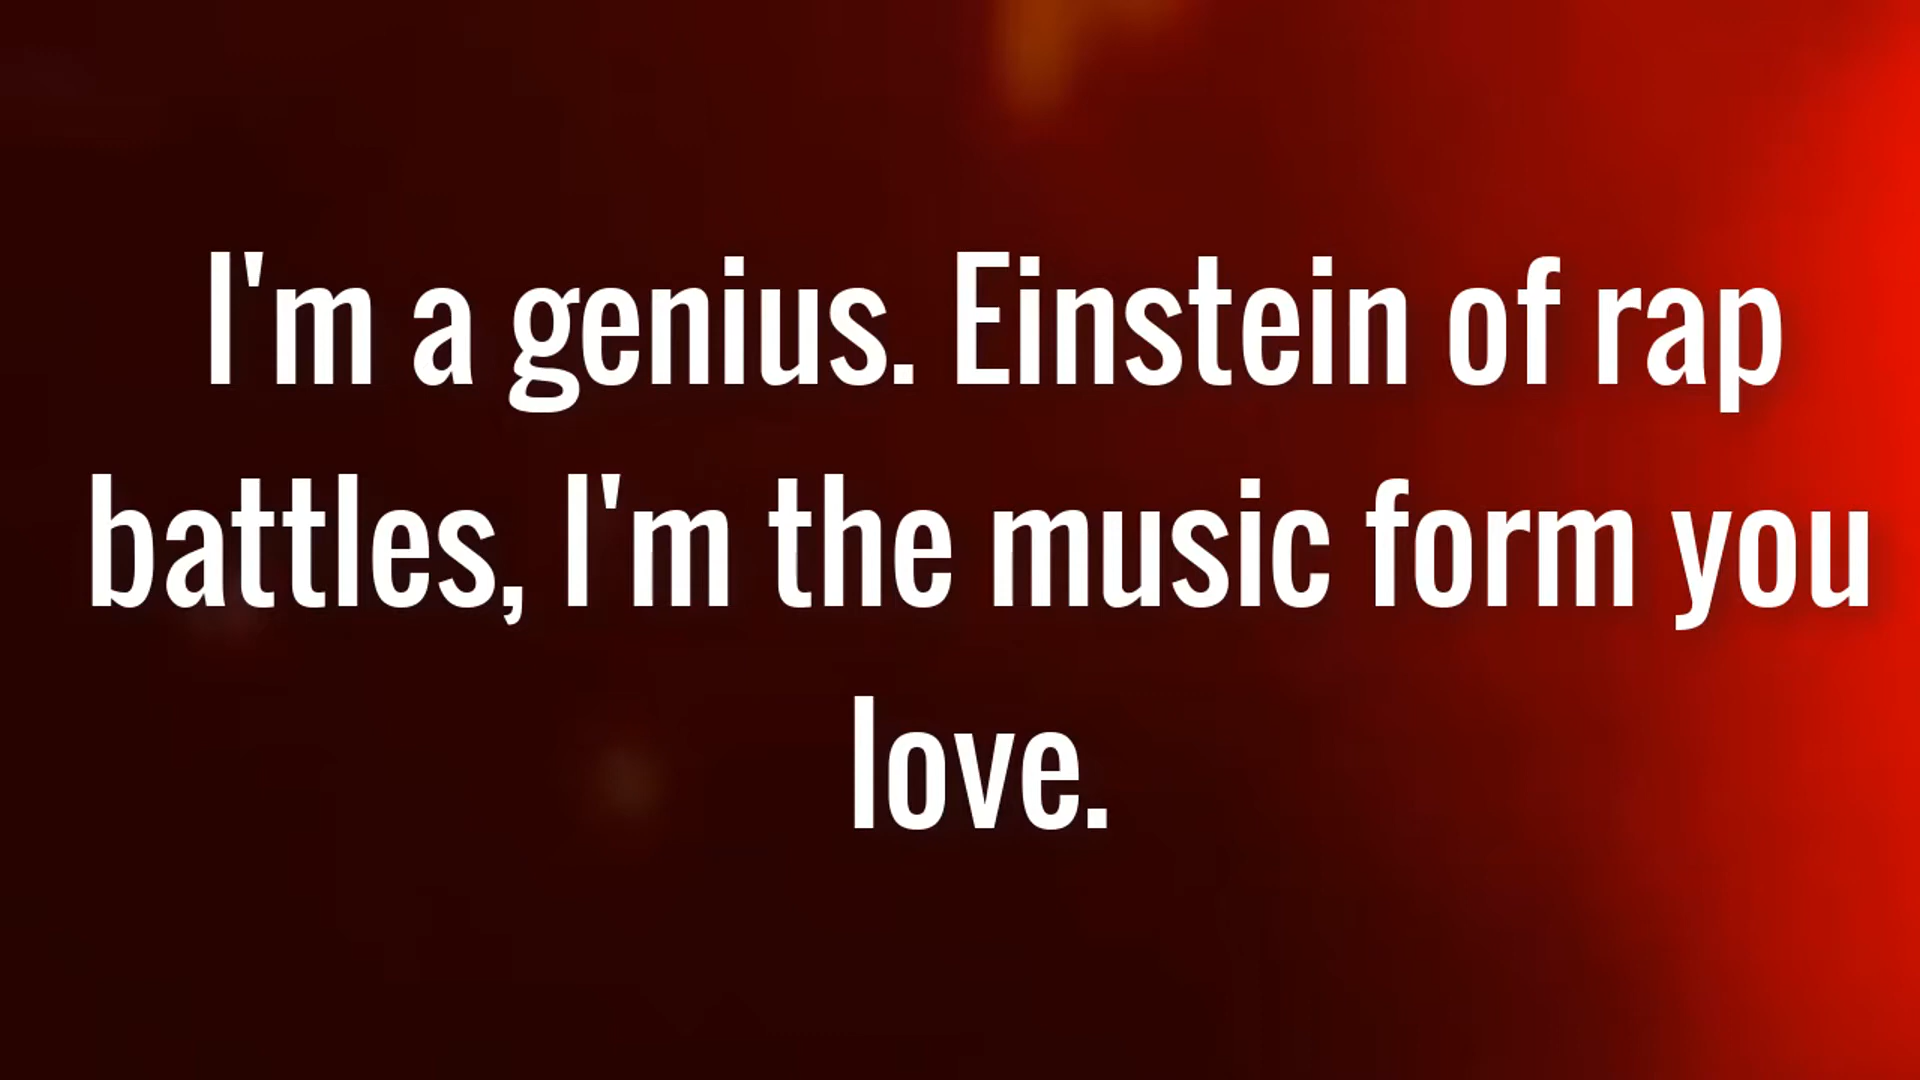 I'm a genius. Einstein of rap
battles, I'm the music form you
love.